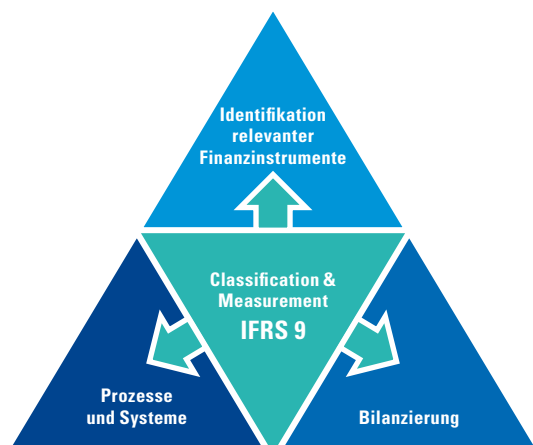 Identifikation
relevanter
Finanzinstrumente
Classification &
Measurement
IFRS 9
Prozesse
und Systeme
Bilanzierung